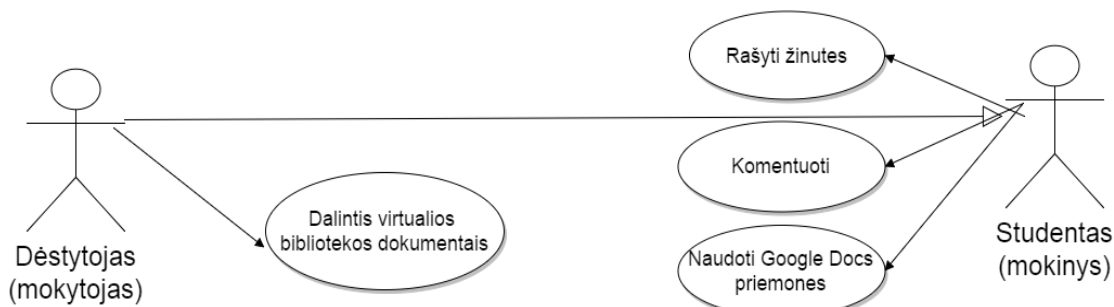 Rašyti žinutes
Komentuoti
Dalintis virtualios
bibliotekos dokumentais
Naudoti Google Docs
priemones
Dėstytojas
(mokytojas)
Studentas
(mokinys)